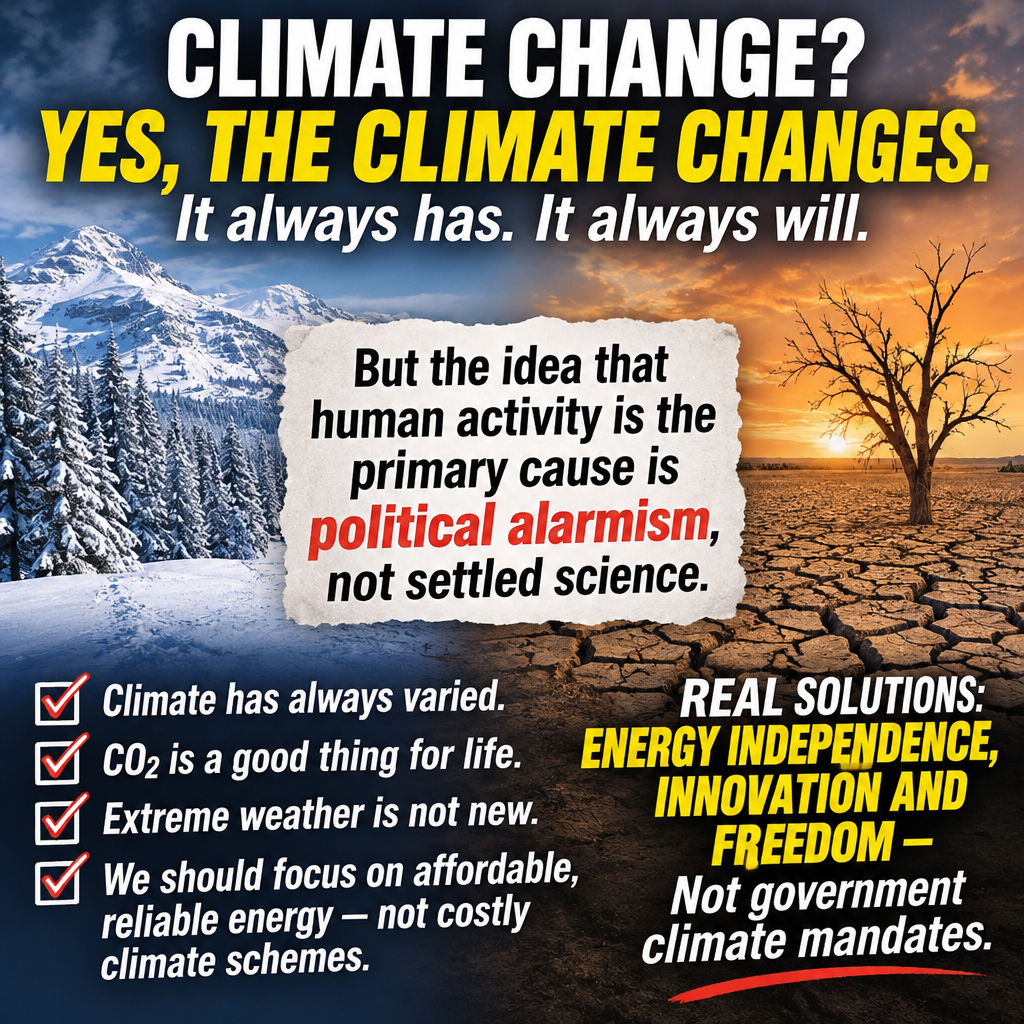 CLIMATE CHANGE?
YES, THE CLIMATE CHANGES.
It always has. It always will.
But the idea that
human activity is the
primary cause is
political alarmism,
not settled science.
Climate has always varied.
CO₂ is a good thing for life.
Extreme weather is not new.
We should focus on affordable,
reliable energy — not costly
climate schemes.
REAL SOLUTIONS:
ENERGY INDEPENDENCE,
INNOVATION AND
FREEDOM —
Not government
climate mandates.